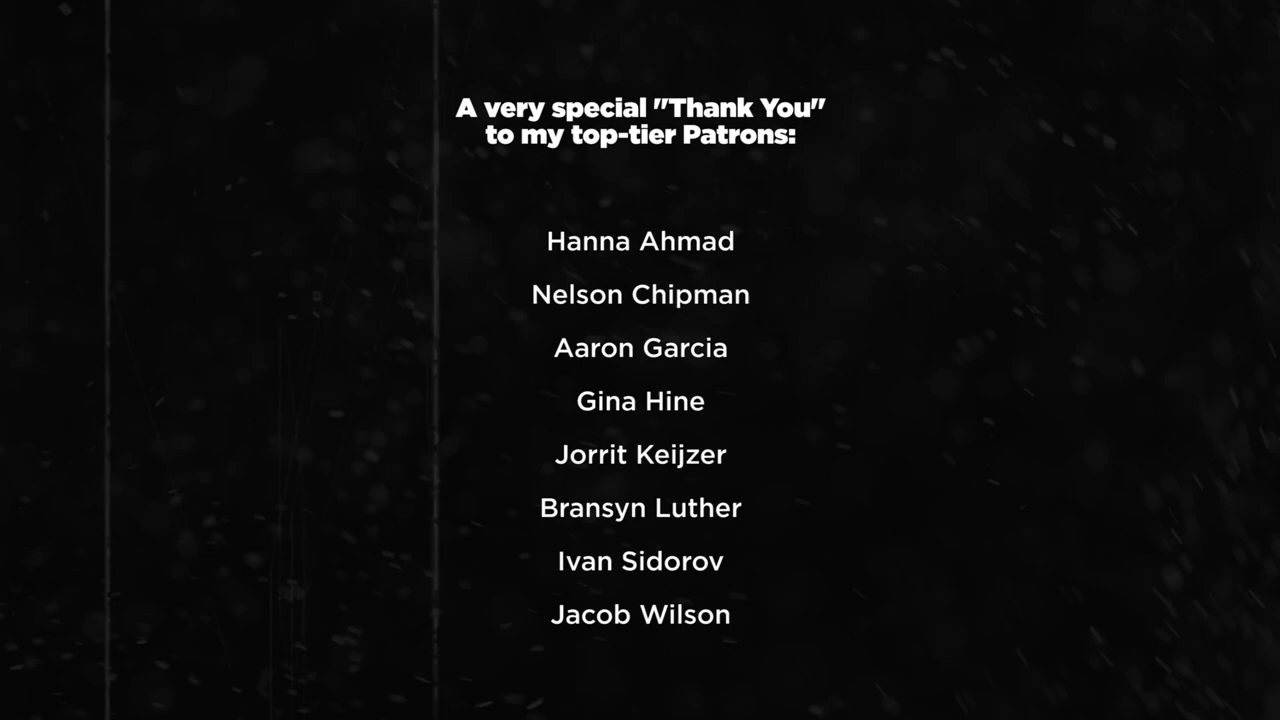 A very special "Thank You"
to my top-tier Patrons:
Hanna Ahmad
Nelson Chipman
Aaron Garcia
Gina Hine
Jorrit Keijzer
Bransyn Luther
Ivan Sidorov
Jacob Wilson